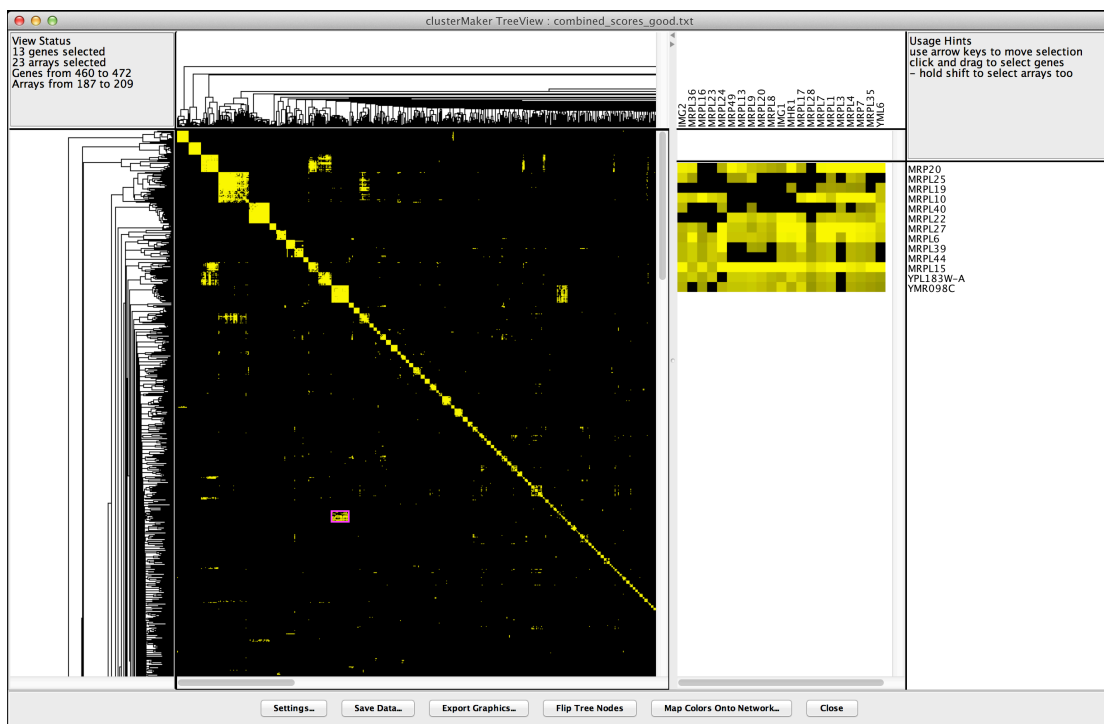 clusterMaker TreeView : combined_scores_good.txt
View Status
13 genes selected
23 arrays selected
Genes from 460 to 472
Arrays from 187 to 209
Usage Hints
use arrow keys to move selection
click and drag to select genes
- hold shift to select arrays too
IMG2
MRPL36
MRPL16
MRPL23
MRPL24
MRP49
MRPL13
MRPL9
MRPL20
MRPL8
IMG1
MHR1
MRPL17
MRPL28
MRPL7
MRPL1
MRPL3
MRPL4
MRP7
MRPL35
YML6
MRP20
MRPL25
MRPL19
MRPL10
MRPL40
MRPL22
MRPL27
MRPL6
MRPL39
MRPL44
MRPL15
YPL183W-A
YMR098C
Settings...
Save Data...
Export Graphics...
Flip Tree Nodes
Map Colors Onto Network...
Close